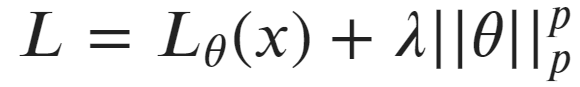 L = L_θ(x) + λ||θ||_p^p